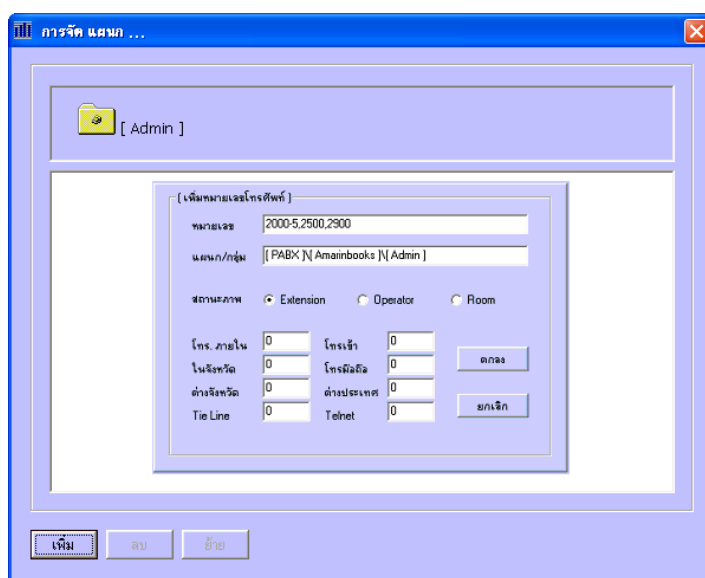 การจัด แผนก ...
[ Admin ]
[ เพิ่มหมายเลขโทรศัพท์ ]
หมายเลข 2000-5,2500,2900
แผนก/กลุ่ม [ PABX ]\[ Amarinbooks ]\[ Admin ]
สถานะภาพ Extension Operator Room
โทร. ภายใน 0 โทรเข้า 0
ในจังหวัด 0 โทรมือถือ 0
ตกลง
ต่างจังหวัด 0 ต่างประเทศ 0
Tie Line 0 Telnet 0
ยกเลิก
เพิ่ม ลบ ย้าย